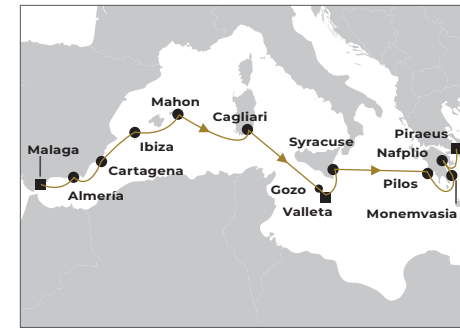 Mahon
Cagliari
Malaga
Ibiza
Syracuse
Piraeus
Nafplio
Cartagena
Almería
Gozo
Pilos
Valleta
Monemvasia